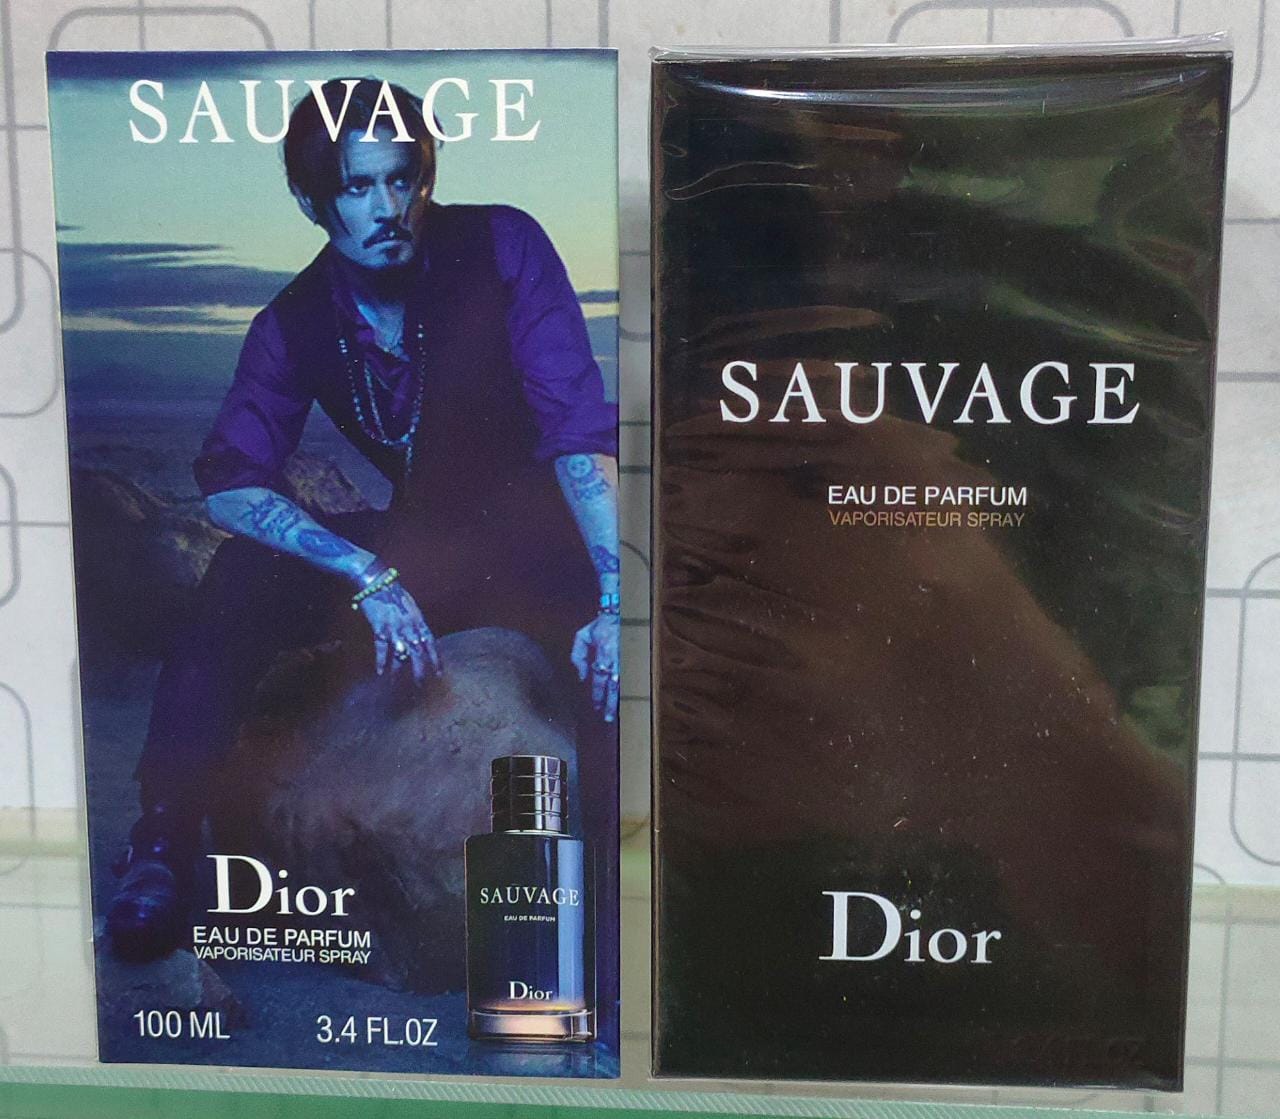 SAUVAGE
SAUVAGE
EAU DE PARFUM
Dior
Dior
EAU DE PARFUM
VAPORISATEUR SPRAY
100 ML 3.4 FL.OZ
SAUVAGE
EAU DE PARFUM
VAPORISATEUR SPRAY
Dior